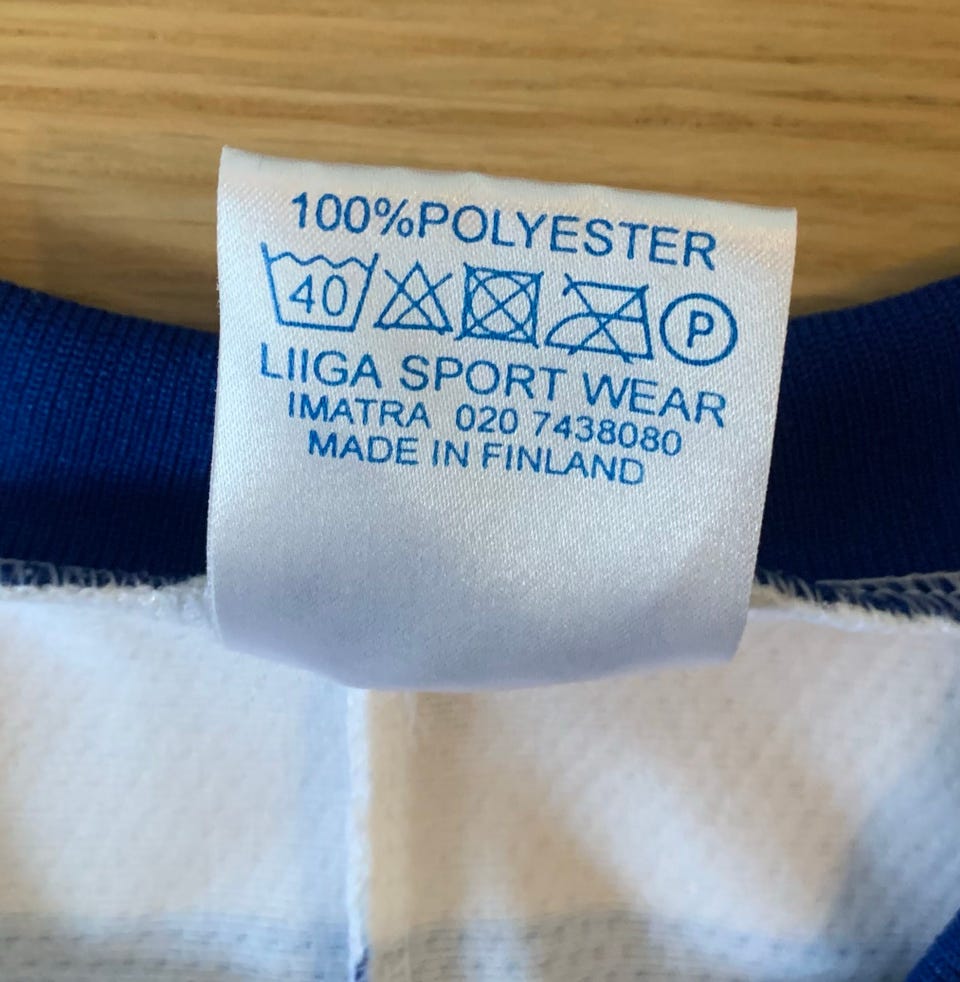 100%POLYESTER
40 P
LIIGA SPORT WEAR
IMATRA 020 7438080
MADE IN FINLAND